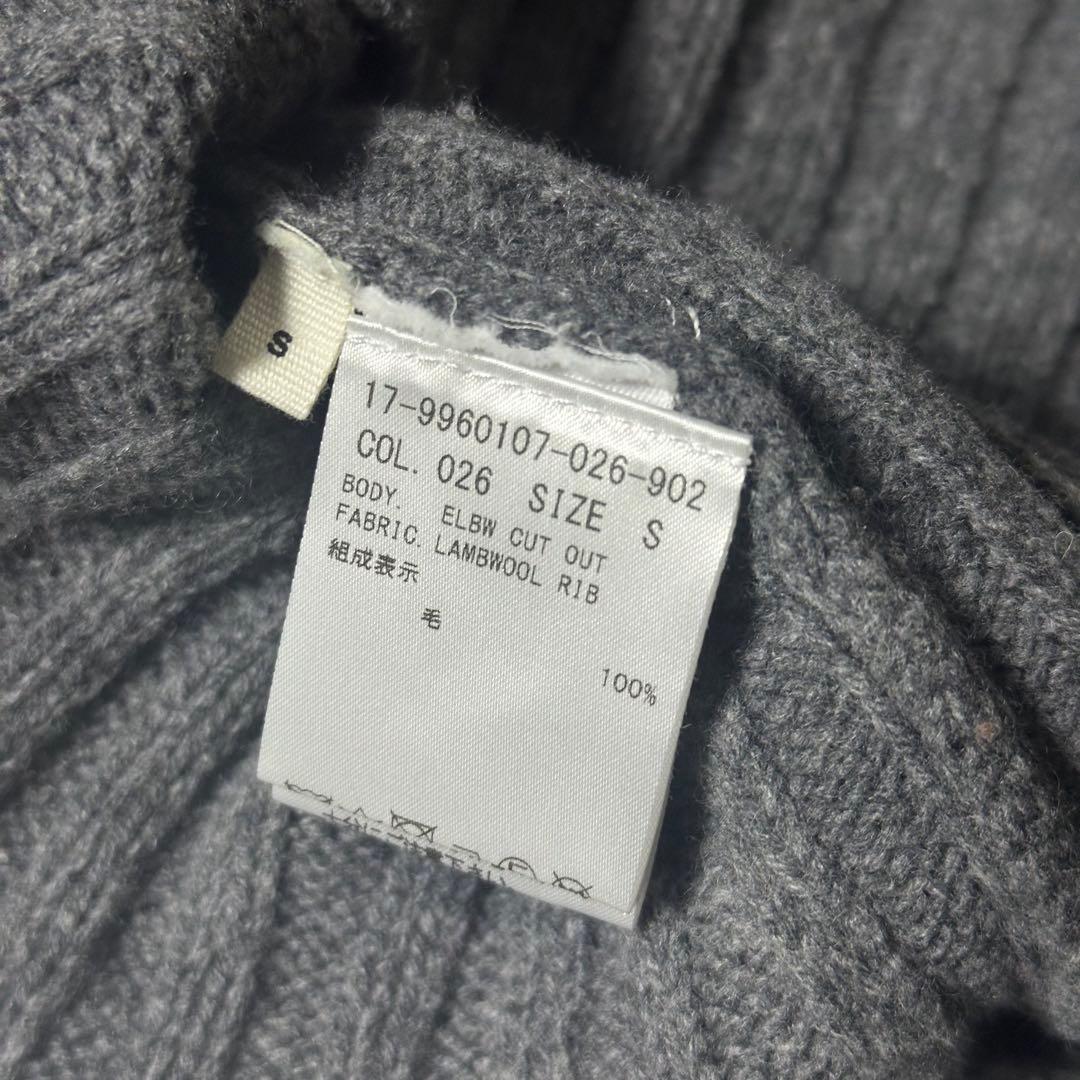 S
17-9960107-026-902
COL. 026 SIZE S
BODY. ELBW CUT OUT
FABRIC. LAMBWOOL RIB
組成表示
毛
100%